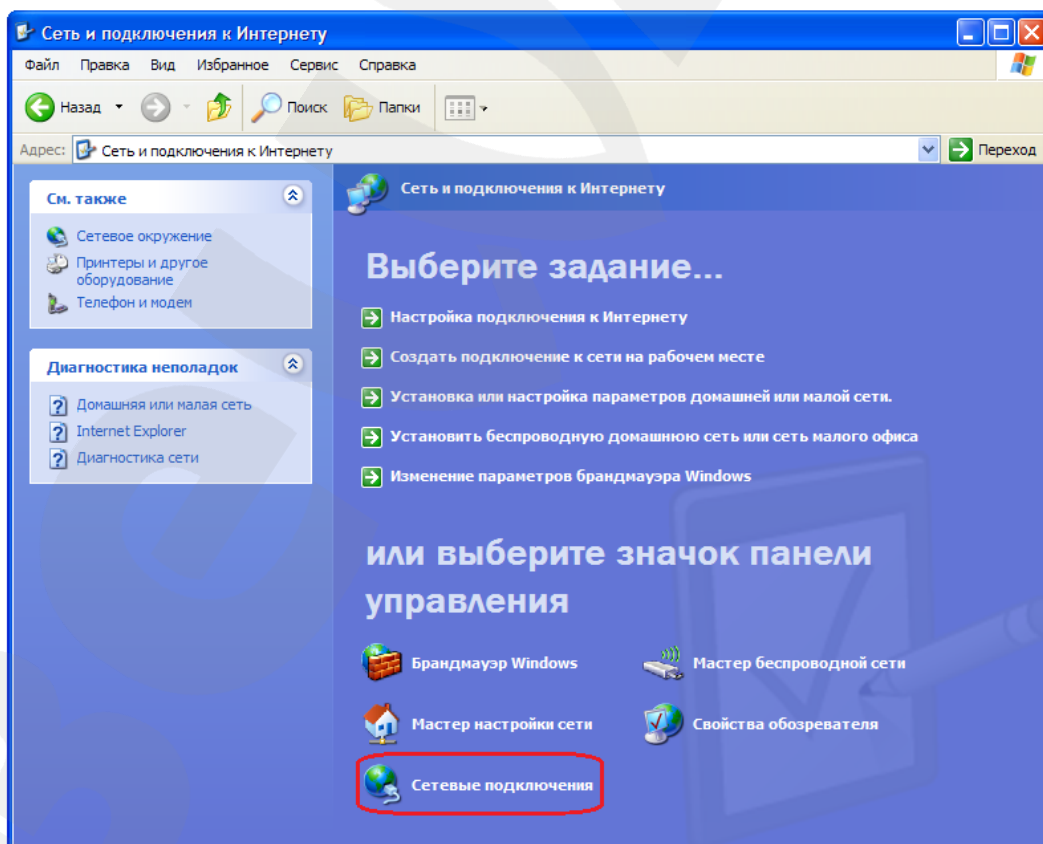 Сеть и подключения к Интернету
Файл Правка Вид Избранное Сервис Справка
Назад Поиск Папки
Адрес: Сеть и подключения к Интернету Переход
См. также
Сетевое окружение
Принтеры и другое
оборудование
Телефон и модем
Диагностика неполадок
Домашняя или малая сеть
Internet Explorer
Диагностика сети
Сеть и подключения к Интернету
Выберите задание...
Настройка подключения к Интернету
Создать подключение к сети на рабочем месте
Установка или настройка параметров домашней или малой сети.
Установить беспроводную домашнюю сеть или сеть малого офиса
Изменение параметров брандмауэра Windows
или выберите значок панели
управления
Брандмауэр Windows
Мастер беспроводной сети
Мастер настройки сети
Свойства обозревателя
Сетевые подключения